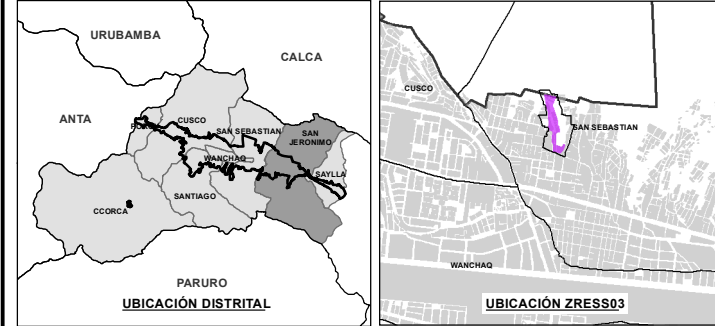 URUBAMBA
CALCA
ANTA
CUSCO
SAN SEBASTIAN
SAN
JERONIMO
WANCHAQ
SAYLLA
SANTIAGO
CCORCA
PARURO
UBICACIÓN DISTRITAL
CUSCO
SAN SEBASTIAN
WANCHAQ
UBICACIÓN ZRESS03